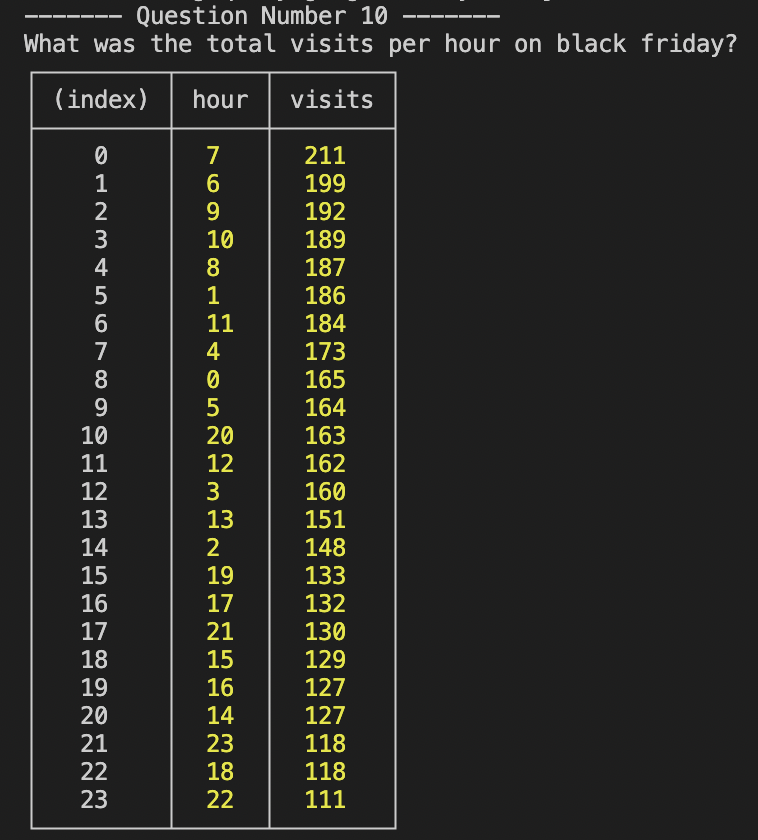 ------- Question Number 10 -------
What was the total visits per hour on black friday?
(index) hour visits
0 7 211
1 6 199
2 9 192
3 10 189
4 8 187
5 1 186
6 11 184
7 4 173
8 0 165
9 5 164
10 20 163
11 12 162
12 3 160
13 13 151
14 2 148
15 19 133
16 17 132
17 21 130
18 15 129
19 16 127
20 14 127
21 23 118
22 18 118
23 22 111